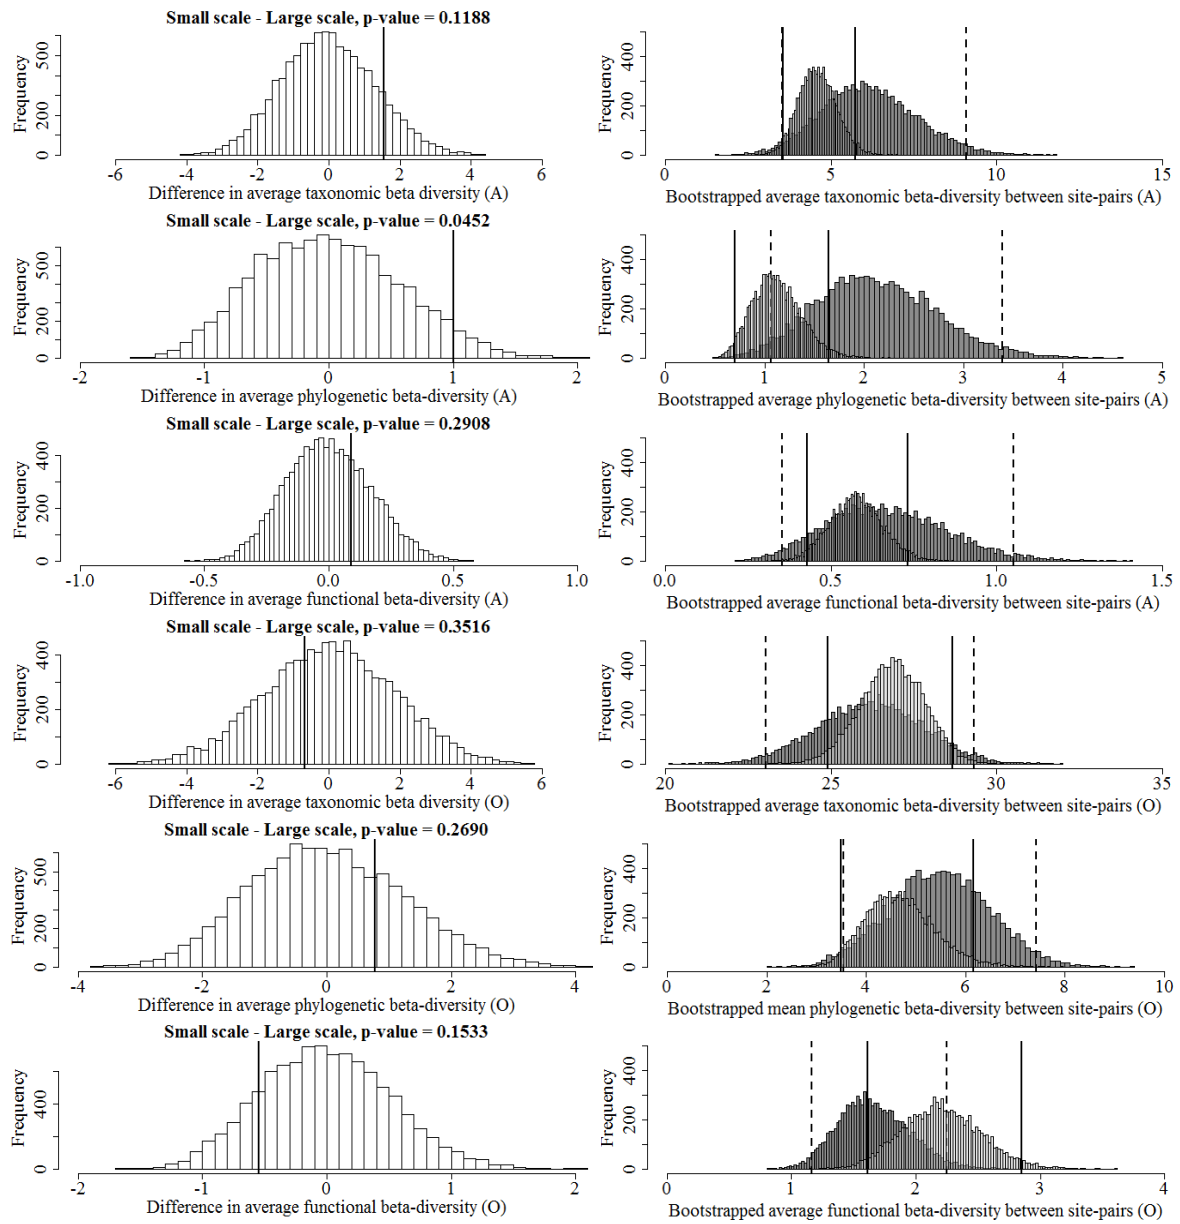 Small scale - Large scale, p-value = 0.1188
Frequency
0 200 500
-6 -4 -2 0 2 4 6
Difference in average taxonomic beta diversity (A)
Frequency
0 200 400
0 5 10 15
Bootstrapped average taxonomic beta-diversity between site-pairs (A)
Small scale - Large scale, p-value = 0.0452
Frequency
0 200 500
-2 -1 0 1 2
Difference in average phylogenetic beta-diversity (A)
Frequency
0 200 400
0 1 2 3 4 5
Bootstrapped average phylogenetic beta-diversity between site-pairs (A)
Small scale - Large scale, p-value = 0.2908
Frequency
0 200 400
-1.0 -0.5 0.0 0.5 1.0
Difference in average functional beta-diversity (A)
Frequency
0 200 400
0.0 0.5 1.0 1.5
Bootstrapped average functional beta-diversity between site-pairs (A)
Small scale - Large scale, p-value = 0.3516
Frequency
0 200 400
-6 -4 -2 0 2 4 6
Difference in average taxonomic beta diversity (O)
Frequency
0 200 400
20 25 30 35
Bootstrapped average taxonomic beta-diversity between site-pairs (O)
Small scale - Large scale, p-value = 0.2690
Frequency
0 200 500
-4 -2 0 2 4
Difference in average phylogenetic beta-diversity (O)
Frequency
0 200 400
0 2 4 6 8 10
Bootstrapped mean phylogenetic beta-diversity between site-pairs (O)
Small scale - Large scale, p-value = 0.1533
Frequency
0 400
-2 -1 0 1 2
Difference in average functional beta-diversity (O)
Frequency
0 200 400
0 1 2 3 4
Bootstrapped average functional beta-diversity between site-pairs (O)